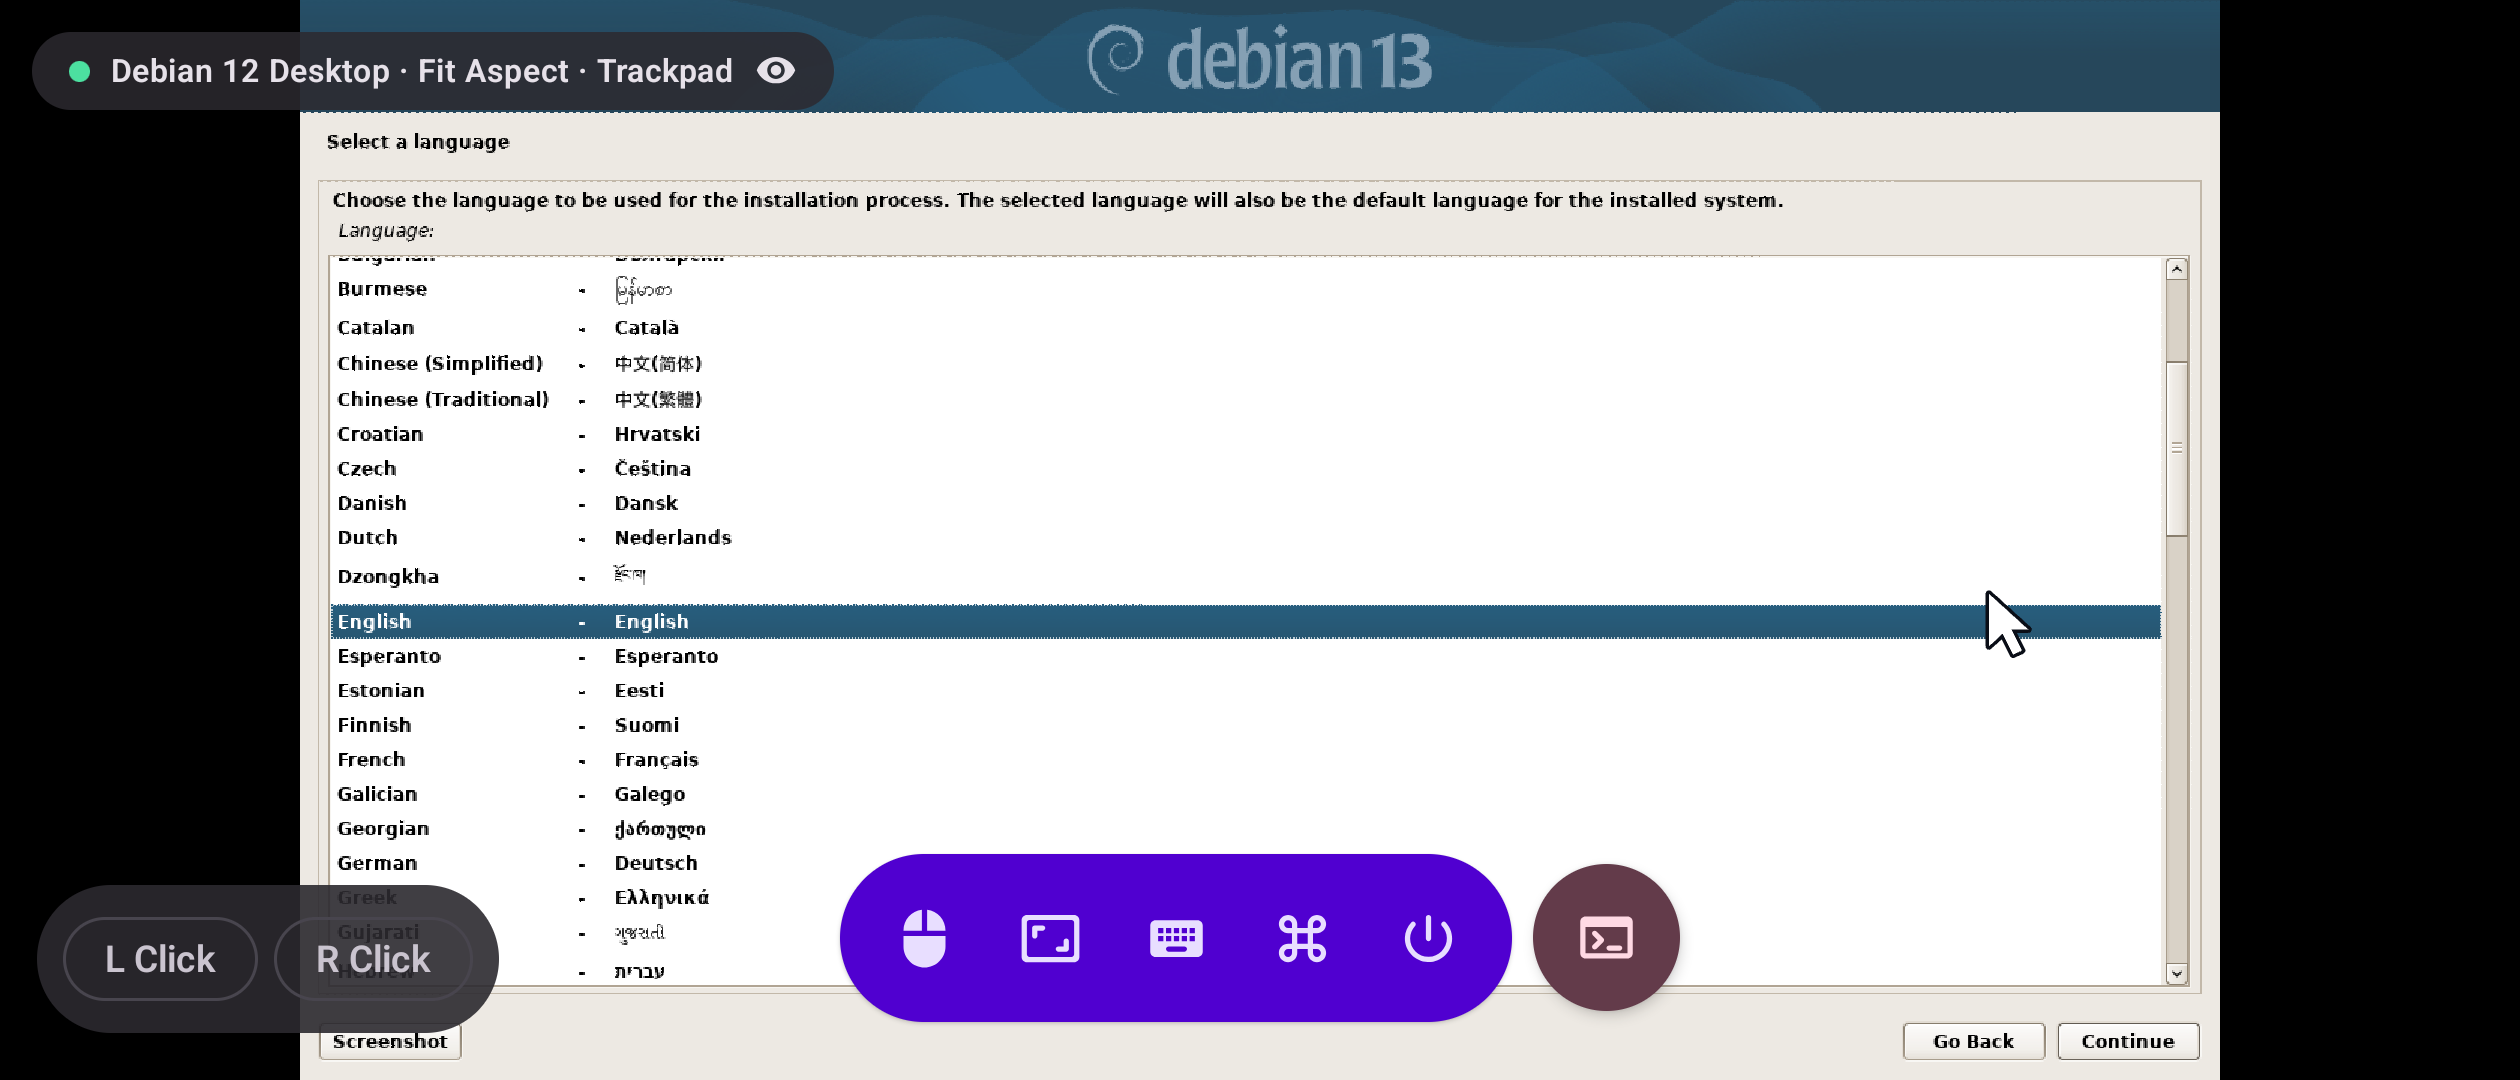 Debian 12 Desktop · Fit Aspect · Trackpad
debian 13
Select a language
Choose the language to be used for the installation process. The selected language will also be the default language for the installed system.
Language:
Burmese - မြန်မာစာ
Catalan - Català
Chinese (Simplified) - 中文(简体)
Chinese (Traditional) - 中文(繁體)
Croatian - Hrvatski
Czech - Čeština
Danish - Dansk
Dutch - Nederlands
Dzongkha - རྫོང་ཁ།
English - English
Esperanto - Esperanto
Estonian - Eesti
Finnish - Suomi
French - Français
Galician - Galego
Georgian - ქართული
German - Deutsch
Greek - Ελληνικά
Gujarati - ગુજરાતી
Hebrew - עברית
L Click
R Click
Screenshot
Go Back
Continue